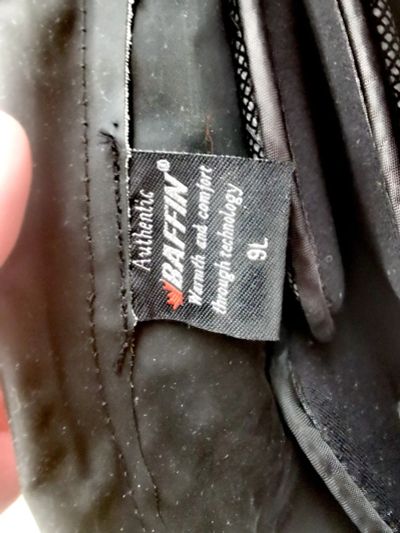 Authentic
BAFFIN®
Warmth and comfort
through technology
9L